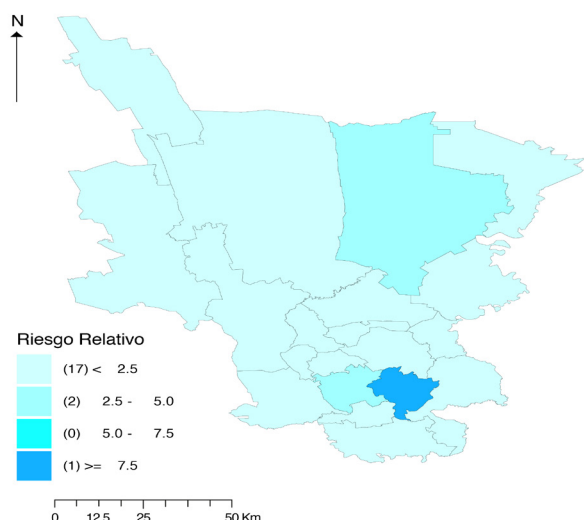 N
Riesgo Relativo
(17) < 2.5
(2) 2.5 - 5.0
(0) 5.0 - 7.5
(1) >= 7.5
0 12.5 25 50 Km